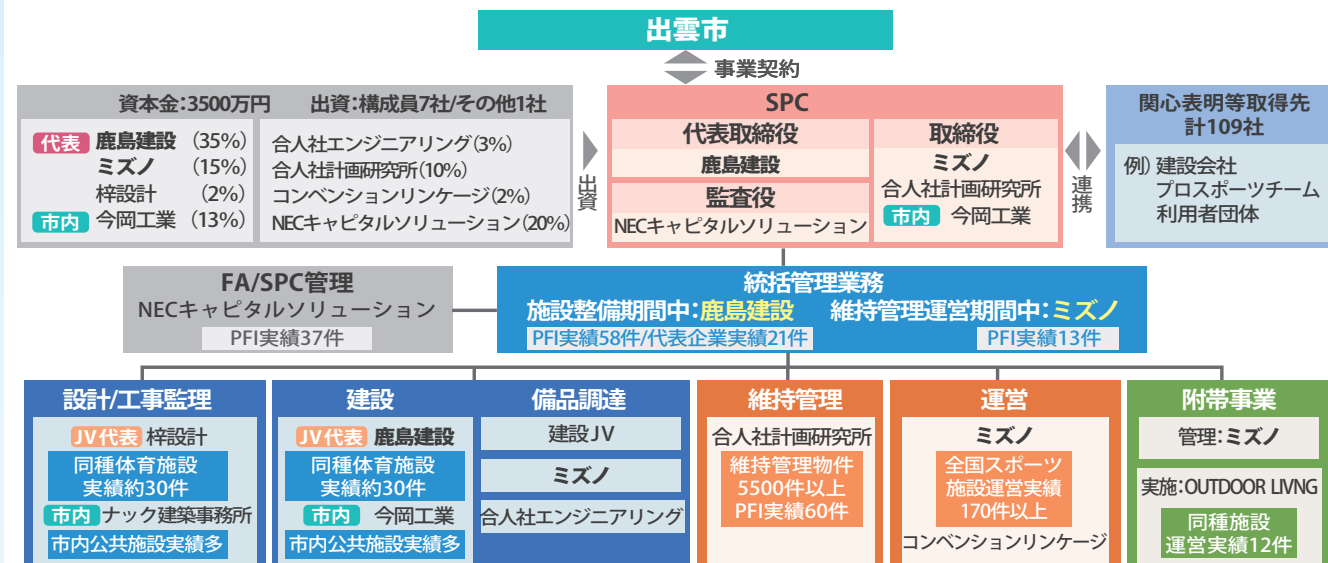 出雲市
事業契約
資本金:3500万円 出資:構成員7社/その他1社
代表 鹿島建設 (35%)
ミズノ (15%)
梓設計 (2%)
市内 今岡工業 (13%)
合人社エンジニアリング(3%)
合人社計画研究所(10%)
コンベンションリンケージ(2%)
NECキャピタルソリューション(20%)
出資
SPC
代表取締役
鹿島建設
監査役
NECキャピタルソリューション
取締役
ミズノ
合人社計画研究所
市内 今岡工業
連携
関心表明等取得先
計109社
例) 建設会社
プロスポーツチーム
利用者団体
FA/SPC管理
NECキャピタルソリューション
PFI実績37件
統括管理業務
施設整備期間中:鹿島建設 維持管理運営期間中:ミズノ
PFI実績58件/代表企業実績21件 PFI実績13件
設計/工事監理
JV代表 梓設計
同種体育施設
実績約30件
市内 ナック建築事務所
市内公共施設実績多
建設
JV代表 鹿島建設
同種体育施設
実績約30件
市内 今岡工業
市内公共施設実績多
備品調達
建設JV
ミズノ
合人社エンジニアリング
維持管理
合人社計画研究所
維持管理物件
5500件以上
PFI実績60件
運営
ミズノ
全国スポーツ
施設運営実績
170件以上
コンベンションリンケージ
附帯事業
管理:ミズノ
実施:OUTDOOR LIVNG
同種施設
運営実績12件